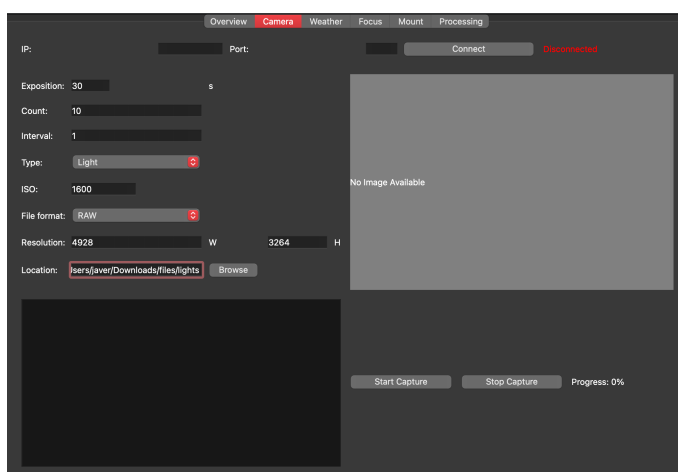 Overview Camera Weather Focus Mount Processing
IP: Port: Connect Disconnected
Exposition: 30 s
Count: 10
Interval: 1
Type: Light
No Image Available
ISO: 1600
File format: RAW
Resolution: 4928 W 3264 H
Location: Jsers/javer/Downloads/files/lights Browse
Start Capture Stop Capture Progress: 0%